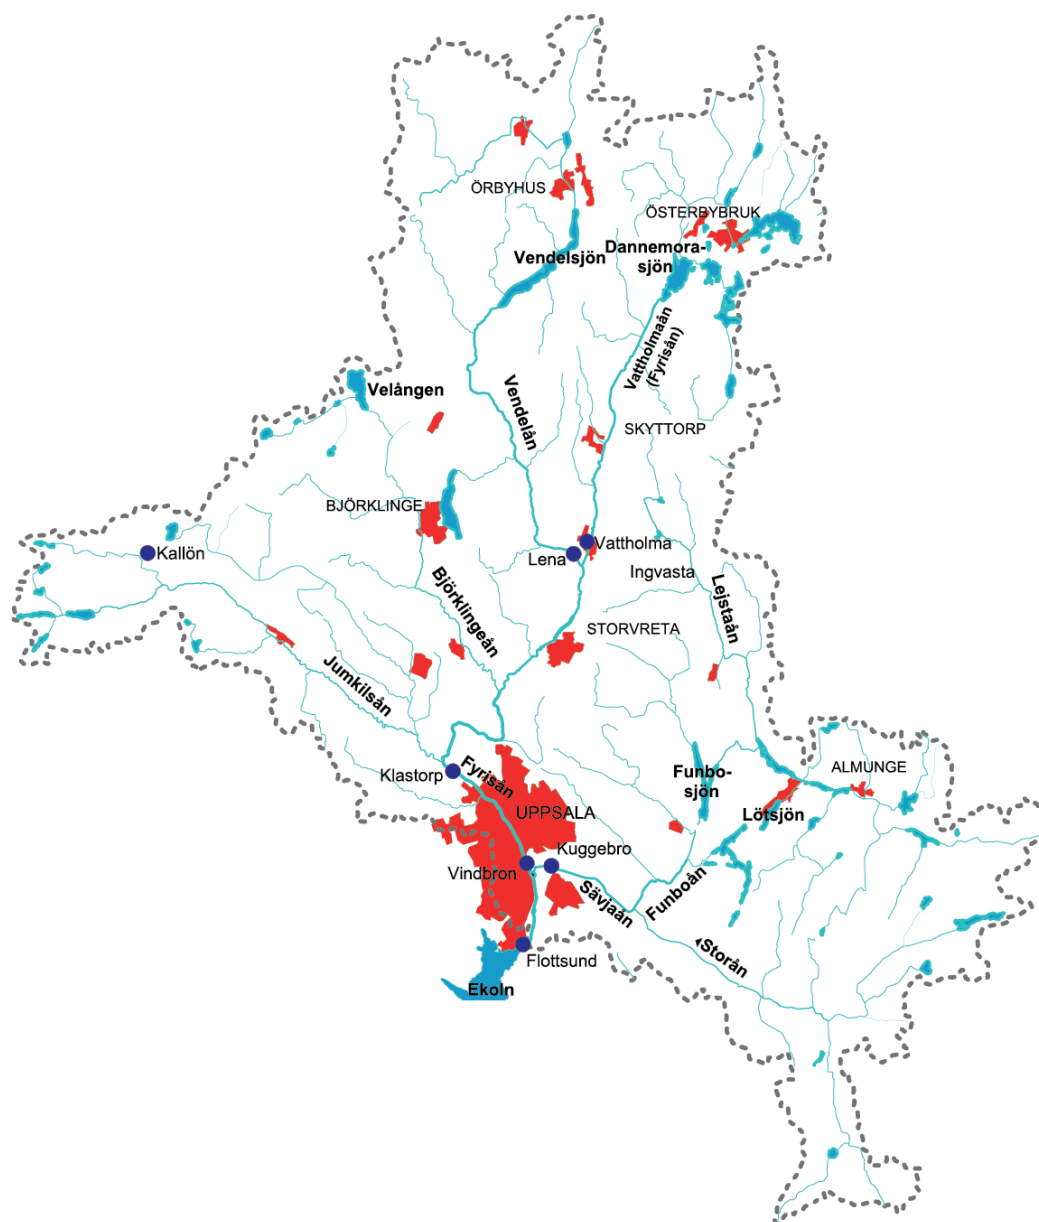 ÖRBYHUS
ÖSTERBYBRUK
Vendelsjön
Dannemora-
sjön
Vattholmaån
(Fyrisån)
Velången
Vendelån
SKYTTORP
BJÖRKLINGE
Kallön
Vattholma
Lena
Ingvasta
Lejstaån
Björklingeån
STORVRETA
Jumkilsån
Klastorp
Fyrisån
Funbo-
sjön
ALMUNGE
Lötsjön
UPPSALA
Kuggebro
Vindbron
Sävjaån
Funboån
Storån
Flottsund
Ekoln